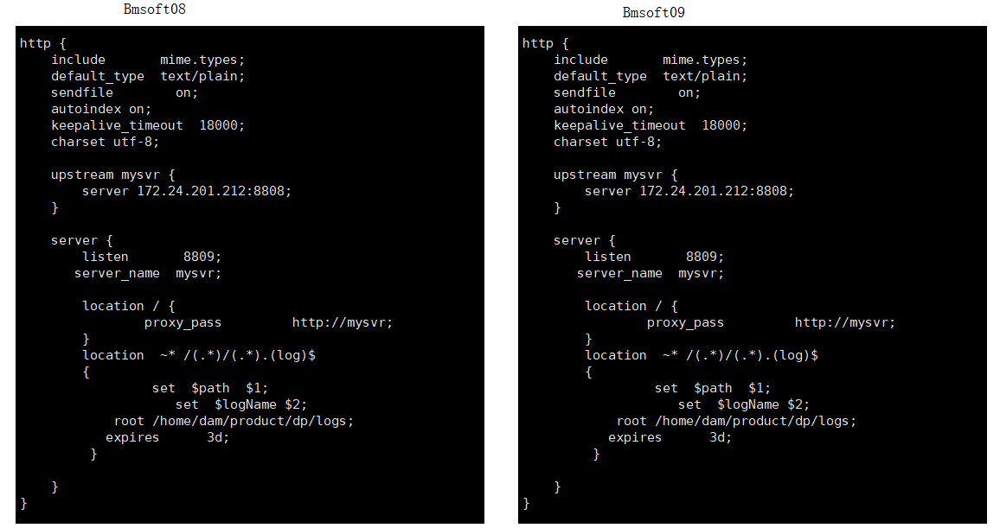 Bmsoft08
http {
    include       mime.types;
    default_type  text/plain;
    sendfile        on;
    autoindex on;
    keepalive_timeout  18000;
    charset utf-8;
    upstream mysvr {
        server 172.24.201.212:8808;
    }
    server {
        listen       8809;
       server_name  mysvr;
        location / {
                proxy_pass         http://mysvr;
        }
        location  ~* /(.*)/(.*).(log)$
        {
                 set  $path  $1;
                    set  $logName $2;
            root /home/dam/product/dp/logs;
           expires      3d;
         }
    }
}
Bmsoft09
http {
    include       mime.types;
    default_type  text/plain;
    sendfile        on;
    autoindex on;
    keepalive_timeout  18000;
    charset utf-8;
    upstream mysvr {
        server 172.24.201.212:8808;
    }
    server {
        listen       8809;
       server_name  mysvr;
        location / {
                proxy_pass         http://mysvr;
        }
        location  ~* /(.*)/(.*).(log)$
        {
                 set  $path  $1;
                    set  $logName $2;
            root /home/dam/product/dp/logs;
           expires      3d;
         }
    }
}